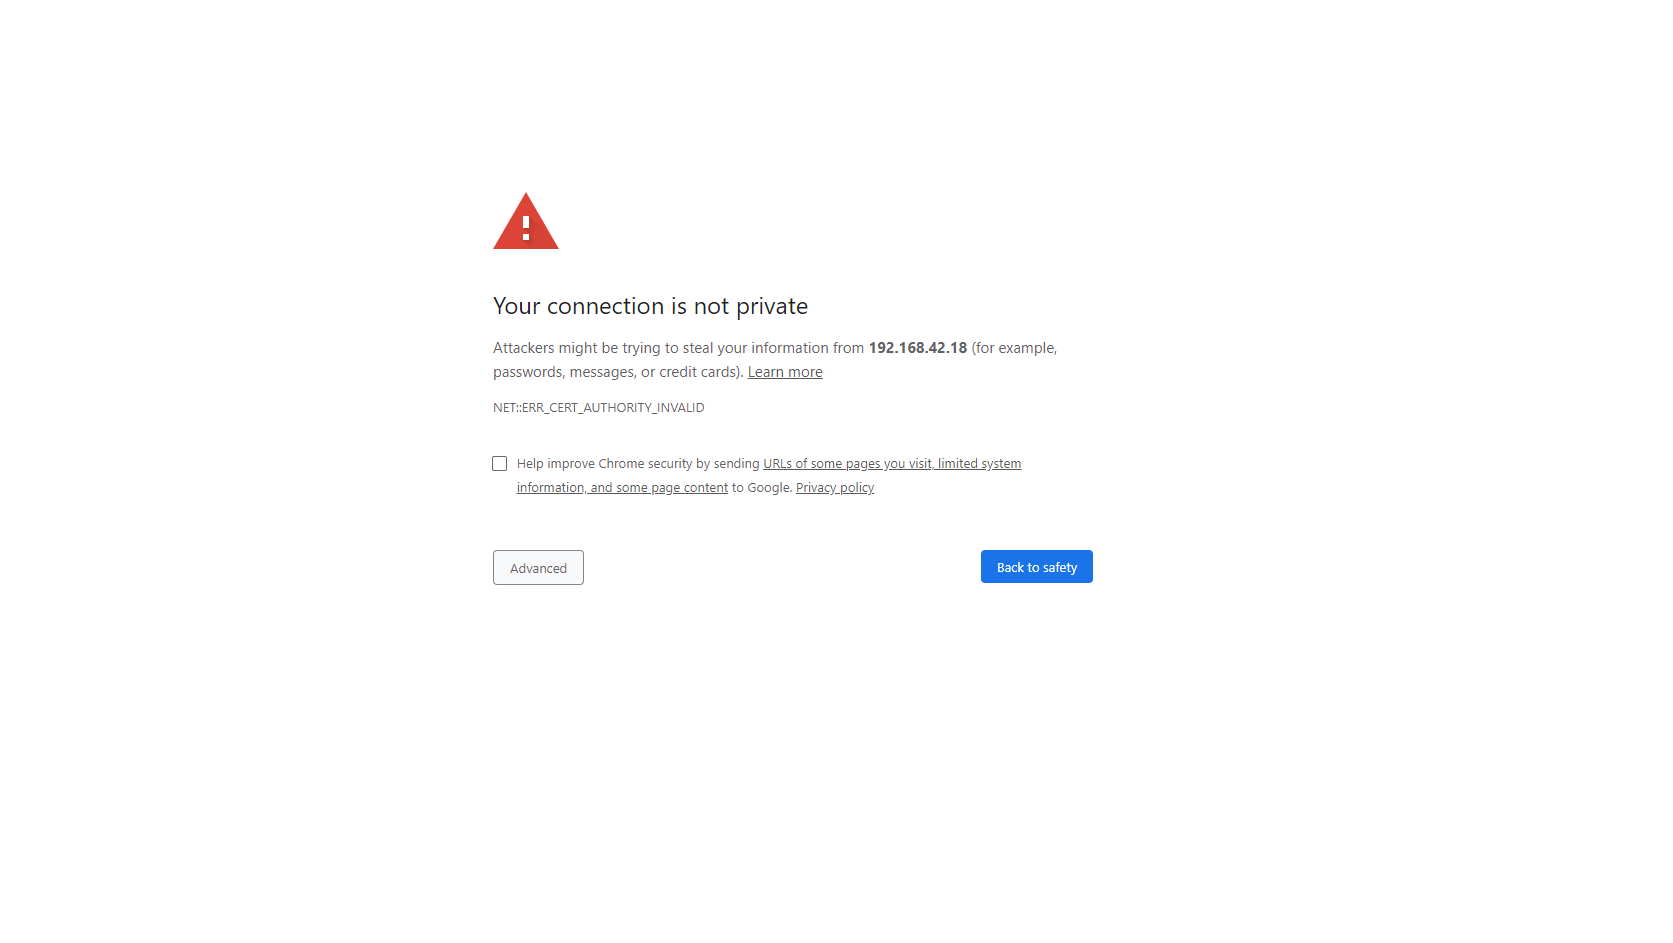 Your connection is not private
Attackers might be trying to steal your information from 192.168.42.18 (for example,
passwords, messages, or credit cards). Learn more
NET::ERR_CERT_AUTHORITY_INVALID
Help improve Chrome security by sending URLs of some pages you visit, limited system
information, and some page content to Google. Privacy policy
Advanced
Back to safety